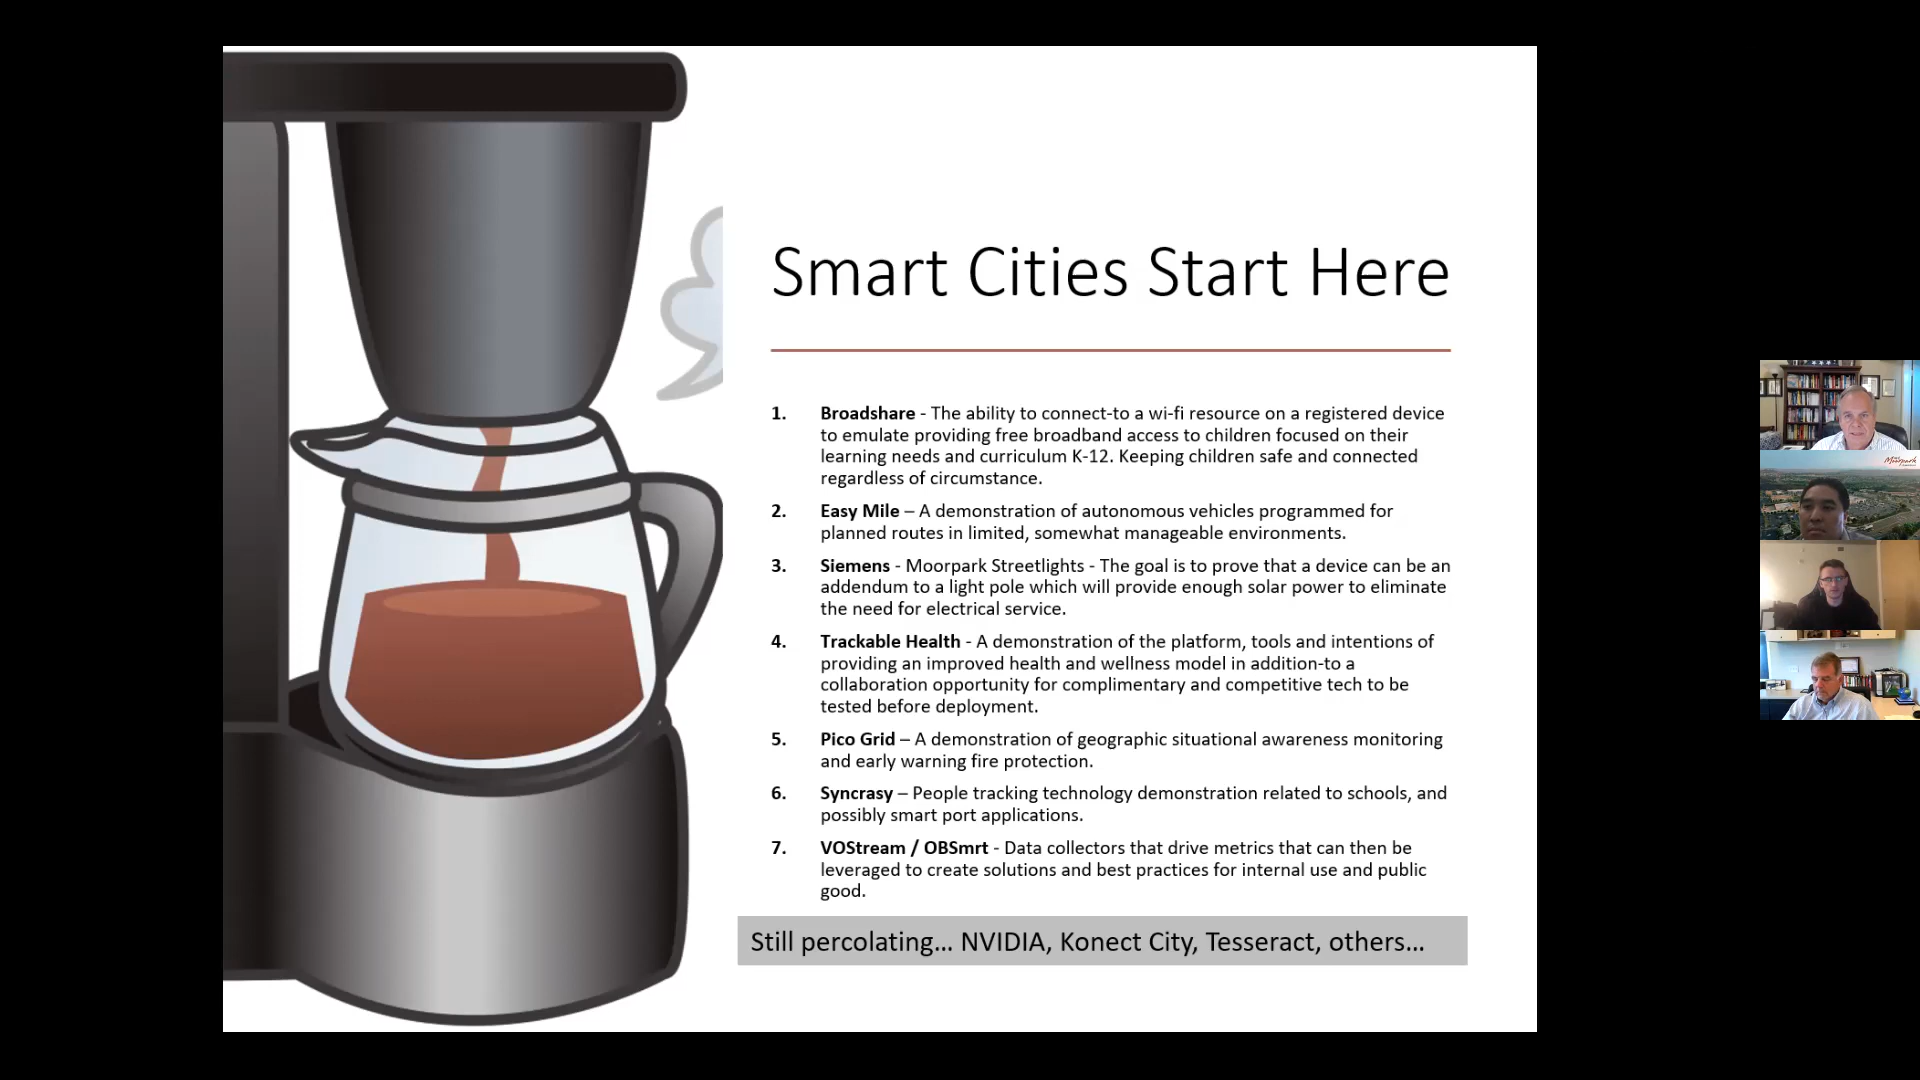 Smart Cities Start Here
1. Broadshare - The ability to connect-to a wi-fi resource on a registered device
to emulate providing free broadband access to children focused on their
learning needs and curriculum K-12. Keeping children safe and connected
regardless of circumstance.
2. Easy Mile – A demonstration of autonomous vehicles programmed for
planned routes in limited, somewhat manageable environments.
3. Siemens - Moorpark Streetlights - The goal is to prove that a device can be an
addendum to a light pole which will provide enough solar power to eliminate
the need for electrical service.
4. Trackable Health - A demonstration of the platform, tools and intentions of
providing an improved health and wellness model in addition-to a
collaboration opportunity for complimentary and competitive tech to be
tested before deployment.
5. Pico Grid – A demonstration of geographic situational awareness monitoring
and early warning fire protection.
6. Syncrasy – People tracking technology demonstration related to schools, and
possibly smart port applications.
7. VOStream / OBSmrt - Data collectors that drive metrics that can then be
leveraged to create solutions and best practices for internal use and public
good.
Still percolating... NVIDIA, Konect City, Tesseract, others...
Moorpark